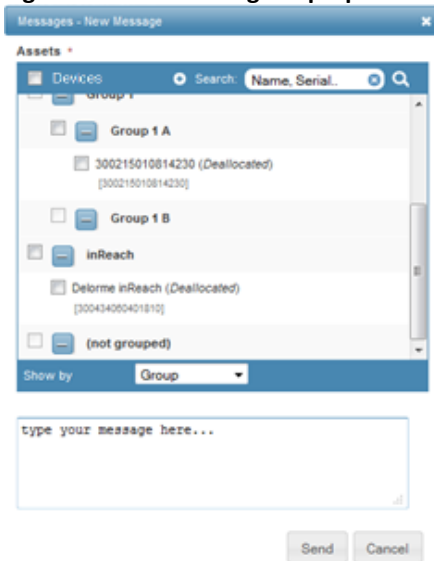 Messages - New Message
Assets *
Devices Search: Name, Serial..
Group 1
Group 1 A
300215010814230 (Deallocated)
[300215010814230]
Group 1 B
inReach
Delorme inReach (Deallocated)
[300434060401810]
(not grouped)
Show by Group
type your message here...
Send Cancel